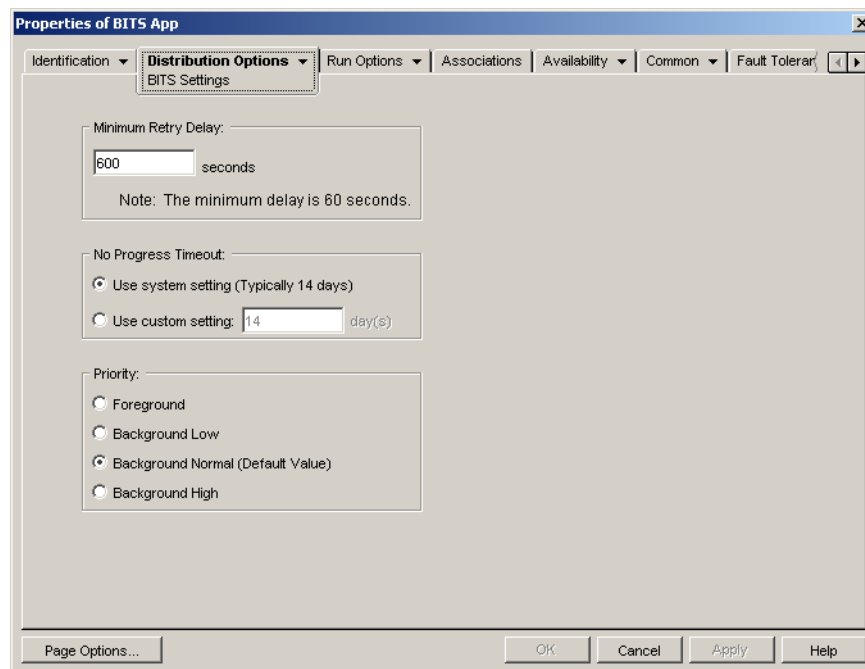 Properties of BITS App
Identification Distribution Options Run Options Associations Availability Common Fault Toleran
BITS Settings
Minimum Retry Delay:
600 seconds
Note: The minimum delay is 60 seconds.
No Progress Timeout:
Use system setting (Typically 14 days)
Use custom setting: 14 day(s)
Priority:
Foreground
Background Low
Background Normal (Default Value)
Background High
Page Options... OK Cancel Apply Help